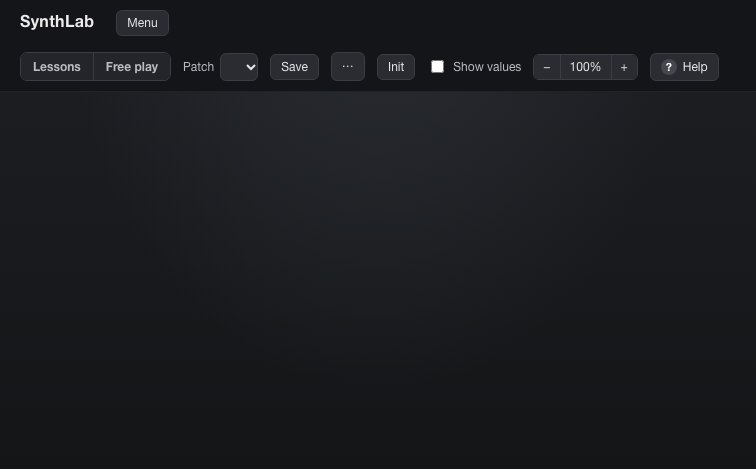 SynthLab Menu
Lessons Free play Patch Save ··· Init Show values − 100% + ? Help